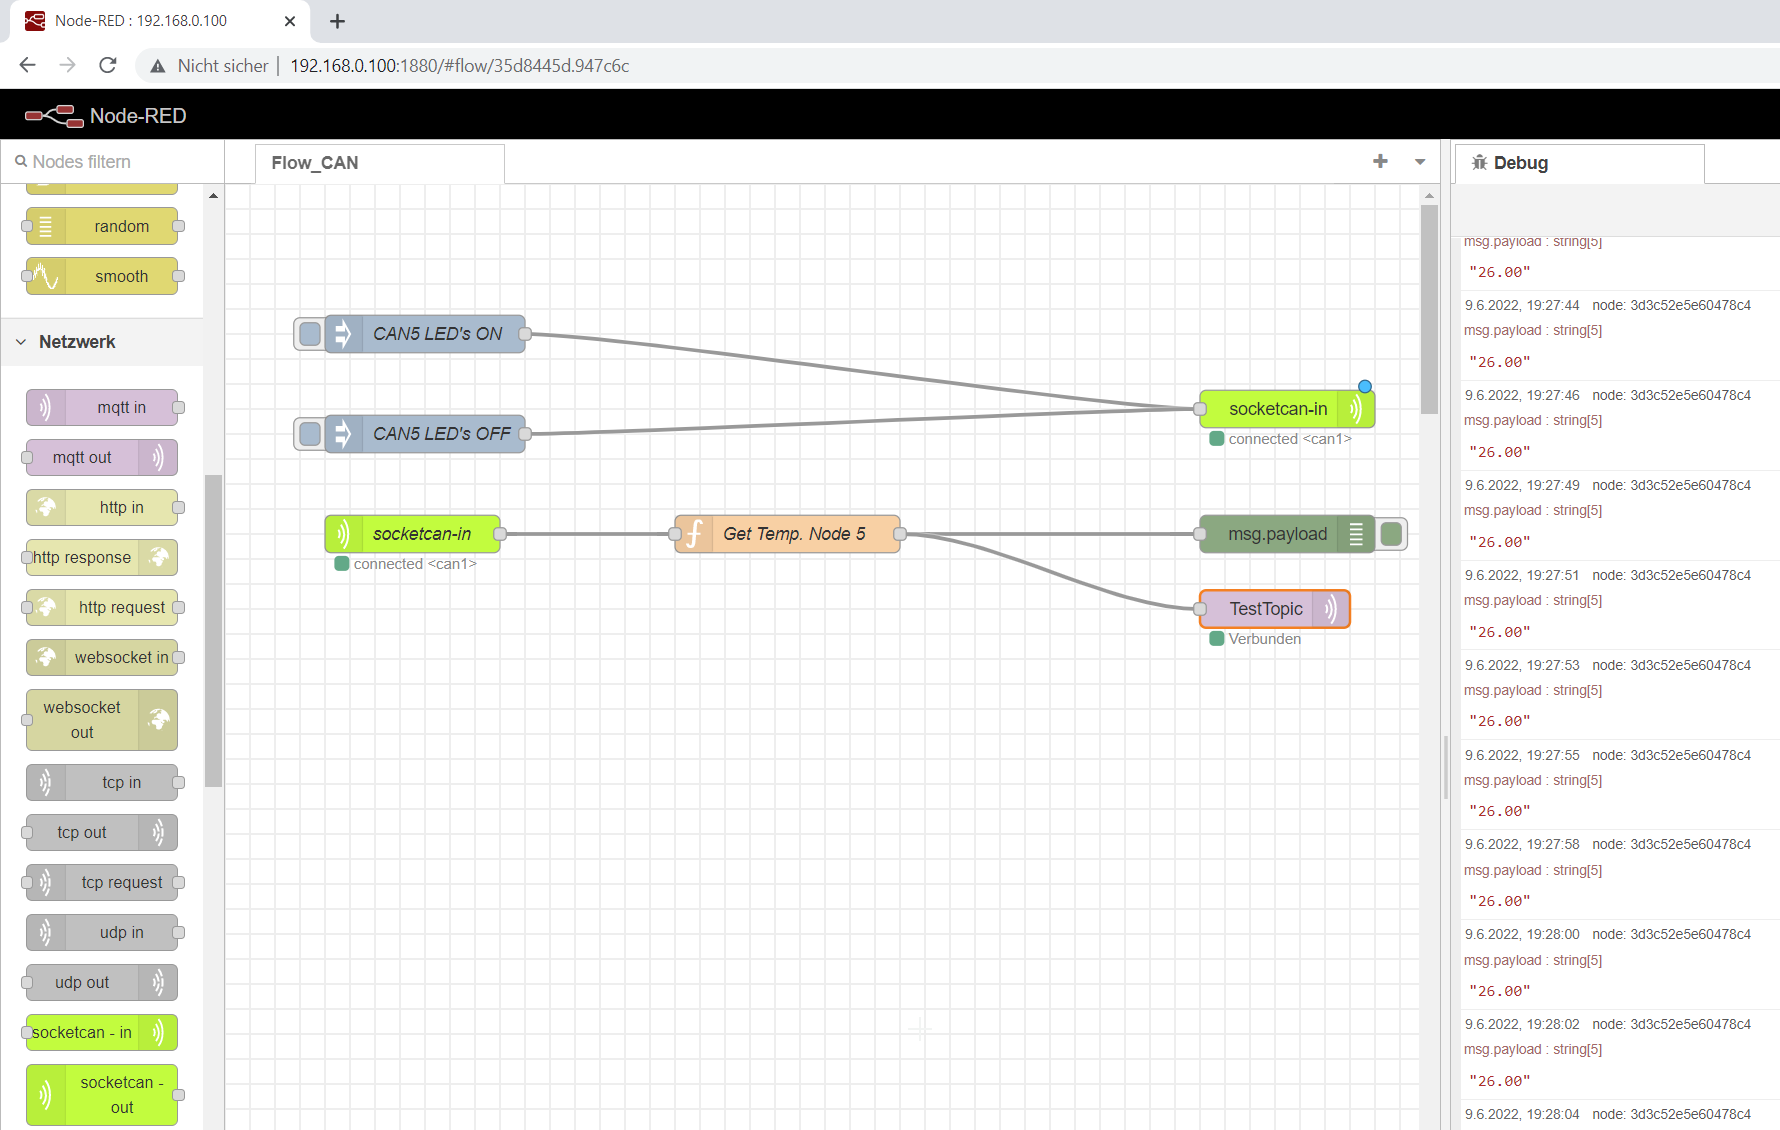 Node-RED : 192.168.0.100
Nicht sicher
192.168.0.100:1880/#flow/35d8445d.947c6c
Node-RED
Nodes filtern
random
smooth
Netzwerk
mqtt in
mqtt out
http in
http response
http request
websocket in
websocket
out
tcp in
tcp out
tcp request
udp in
udp out
socketcan - in
socketcan -
out
Flow_CAN
CAN5 LED's ON
CAN5 LED's OFF
socketcan-in
connected <can1>
socketcan-in
connected <can1>
Get Temp. Node 5
msg.payload
TestTopic
Verbunden
Debug
msg.payload : string[5]
"26.00"
9.6.2022, 19:27:44 node: 3d3c52e5e60478c4
msg.payload : string[5]
"26.00"
9.6.2022, 19:27:46 node: 3d3c52e5e60478c4
msg.payload : string[5]
"26.00"
9.6.2022, 19:27:49 node: 3d3c52e5e60478c4
msg.payload : string[5]
"26.00"
9.6.2022, 19:27:51 node: 3d3c52e5e60478c4
msg.payload : string[5]
"26.00"
9.6.2022, 19:27:53 node: 3d3c52e5e60478c4
msg.payload : string[5]
"26.00"
9.6.2022, 19:27:55 node: 3d3c52e5e60478c4
msg.payload : string[5]
"26.00"
9.6.2022, 19:27:58 node: 3d3c52e5e60478c4
msg.payload : string[5]
"26.00"
9.6.2022, 19:28:00 node: 3d3c52e5e60478c4
msg.payload : string[5]
"26.00"
9.6.2022, 19:28:02 node: 3d3c52e5e60478c4
msg.payload : string[5]
"26.00"
9.6.2022, 19:28:04 node: 3d3c52e5e60478c4